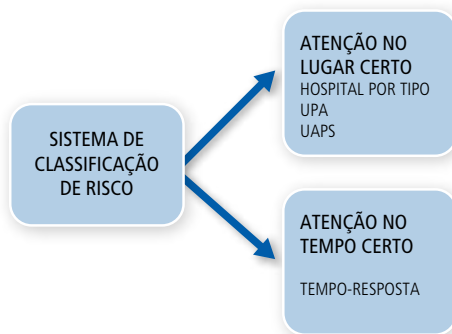 SISTEMA DE
CLASSIFICAÇÃO
DE RISCO
ATENÇÃO NO
LUGAR CERTO
HOSPITAL POR TIPO
UPA
UAPS
ATENÇÃO NO
TEMPO CERTO
TEMPO-RESPOSTA